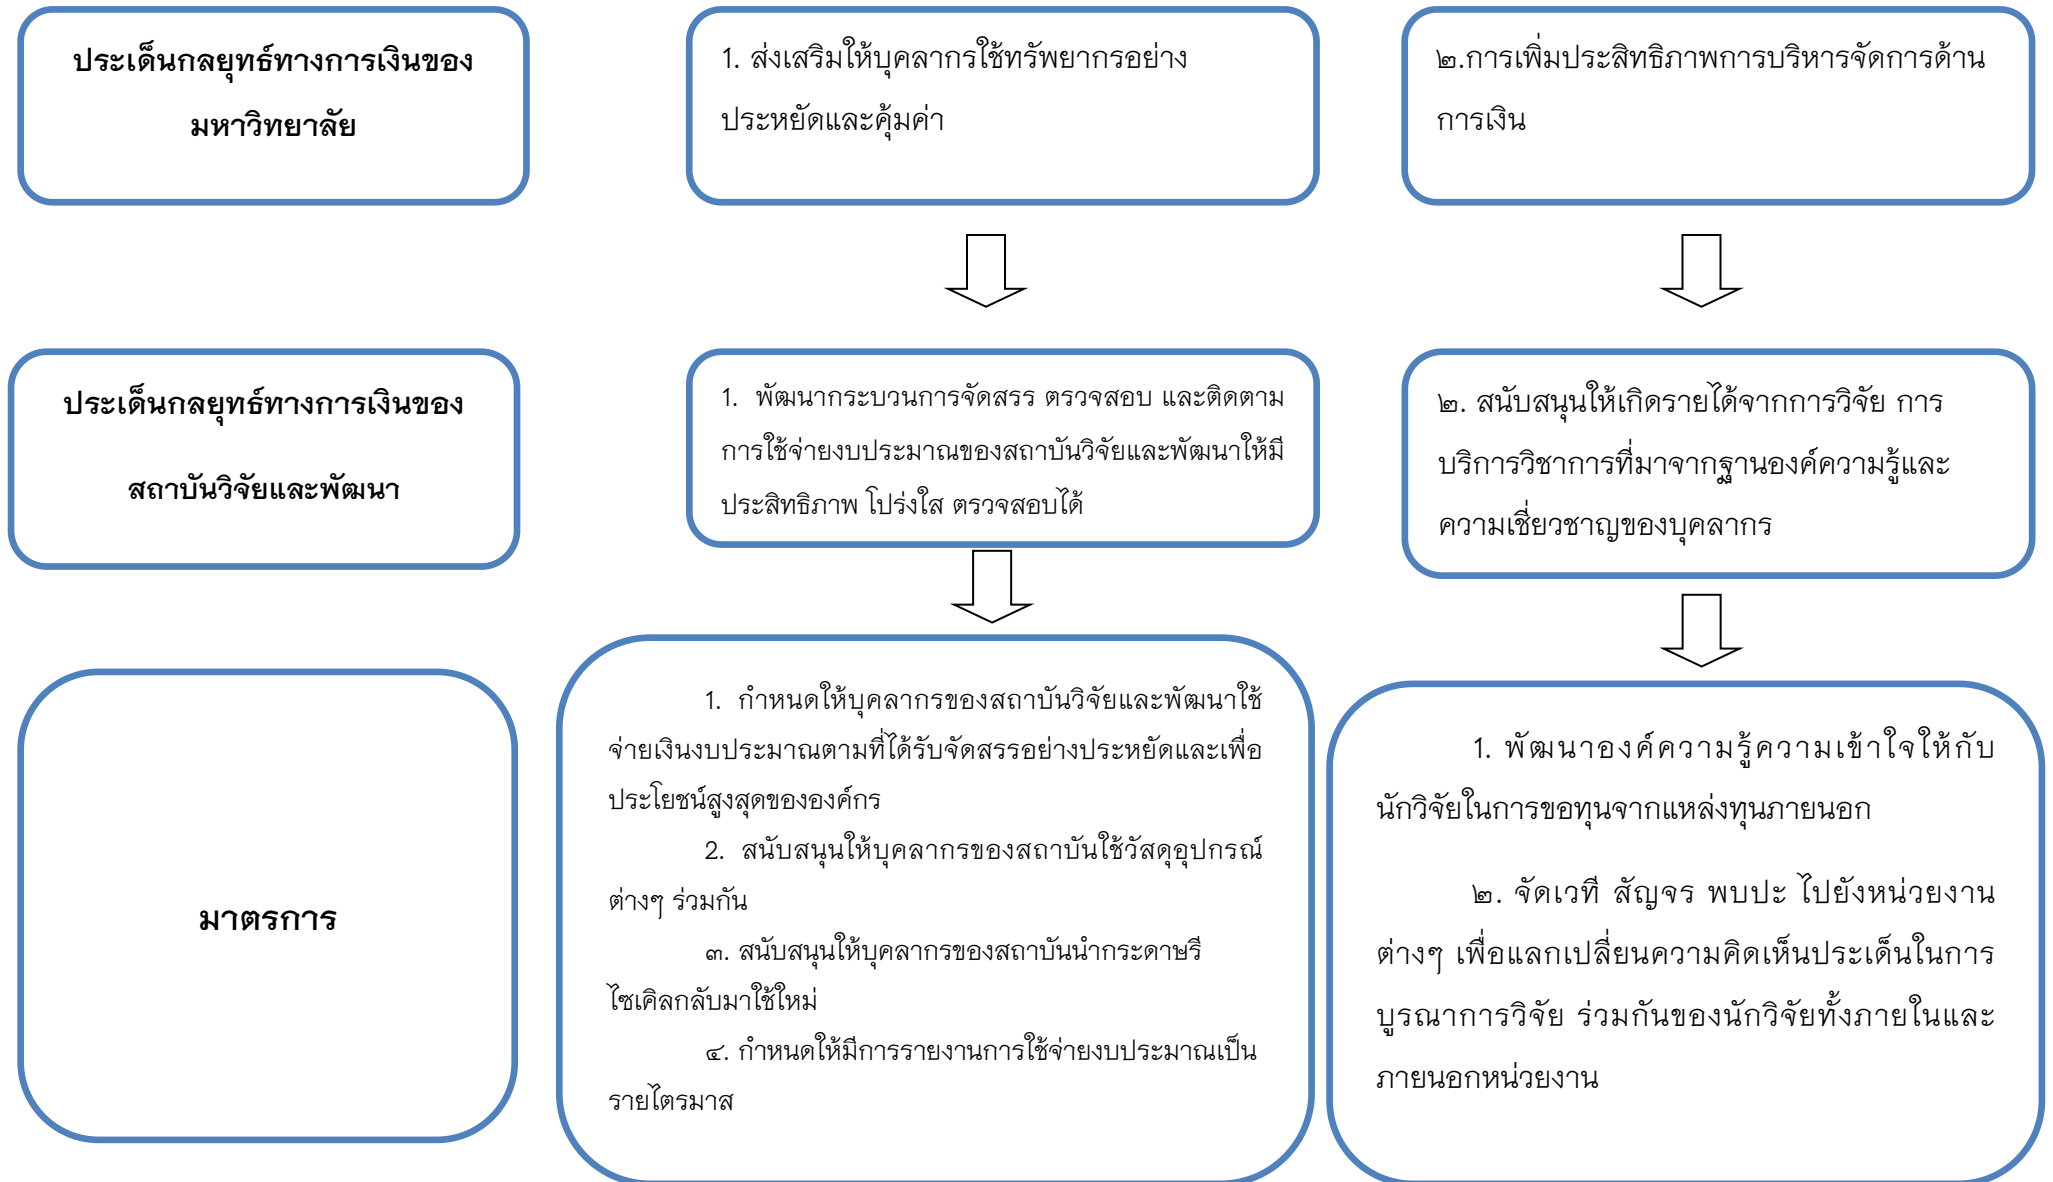 ประเด็นกลยุทธ์ทางการเงินของ
มหาวิทยาลัย
1. ส่งเสริมให้บุคลากรใช้ทรัพยากรอย่าง
ประหยัดและคุ้มค่า
๒.การเพิ่มประสิทธิภาพการบริหารจัดการด้าน
การเงิน
ประเด็นกลยุทธ์ทางการเงินของ
สถาบันวิจัยและพัฒนา
1. พัฒนากระบวนการจัดสรร ตรวจสอบ และติดตาม
การใช้จ่ายงบประมาณของสถาบันวิจัยและพัฒนาให้มี
ประสิทธิภาพ โปร่งใส ตรวจสอบได้
๒. สนับสนุนให้เกิดรายได้จากการวิจัย การ
บริการวิชาการที่มาจากฐานองค์ความรู้และ
ความเชี่ยวชาญของบุคลากร
มาตรการ
1. กำหนดให้บุคลากรของสถาบันวิจัยและพัฒนาใช้
จ่ายเงินงบประมาณตามที่ได้รับจัดสรรอย่างประหยัดและเพื่อ
ประโยชน์สูงสุดขององค์กร
2. สนับสนุนให้บุคลากรของสถาบันใช้วัสดุอุปกรณ์
ต่างๆ ร่วมกัน
๓. สนับสนุนให้บุคลากรของสถาบันนำกระดาษรี
ไซเคิลกลับมาใช้ใหม่
๔. กำหนดให้มีการรายงานการใช้จ่ายงบประมาณเป็น
รายไตรมาส
1. พัฒนาองค์ความรู้ความเข้าใจให้กับ
นักวิจัยในการขอทุนจากแหล่งทุนภายนอก
๒. จัดเวที สัญจร พบปะ ไปยังหน่วยงาน
ต่างๆ เพื่อแลกเปลี่ยนความคิดเห็นประเด็นในการ
บูรณาการวิจัย ร่วมกันของนักวิจัยทั้งภายในและ
ภายนอกหน่วยงาน